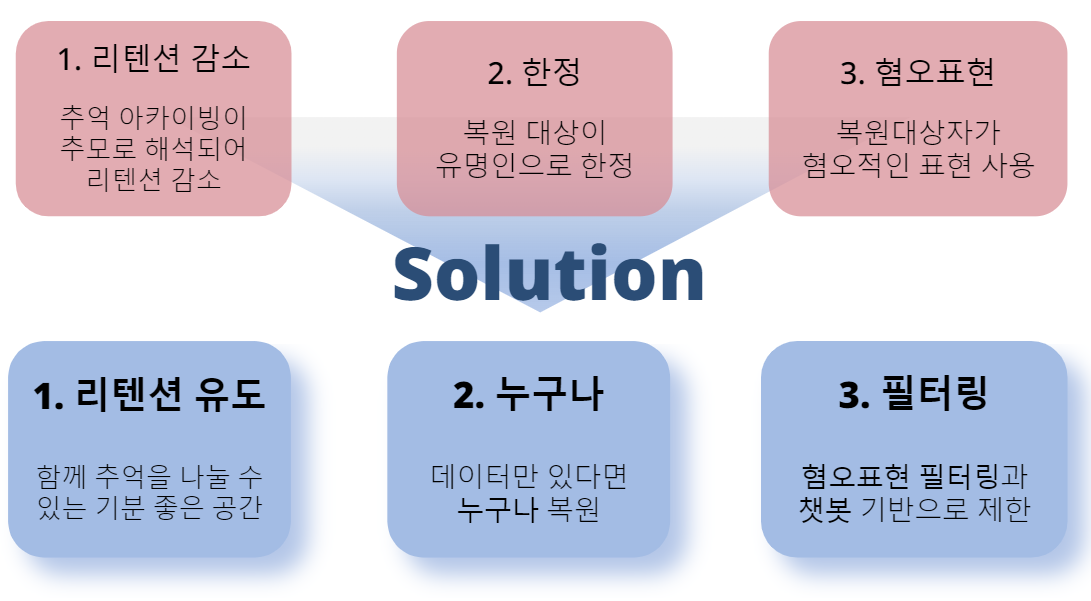 1. 리텐션 감소
추억 아카이빙이
추모로 해석되어
리텐션 감소
2. 한정
복원 대상이
유명인으로 한정
3. 혐오표현
복원대상자가
혐오적인 표현 사용
Solution
1. 리텐션 유도
함께 추억을 나눌 수
있는 기분 좋은 공간
2. 누구나
데이터만 있다면
누구나 복원
3. 필터링
혐오표현 필터링과
챗봇 기반으로 제한